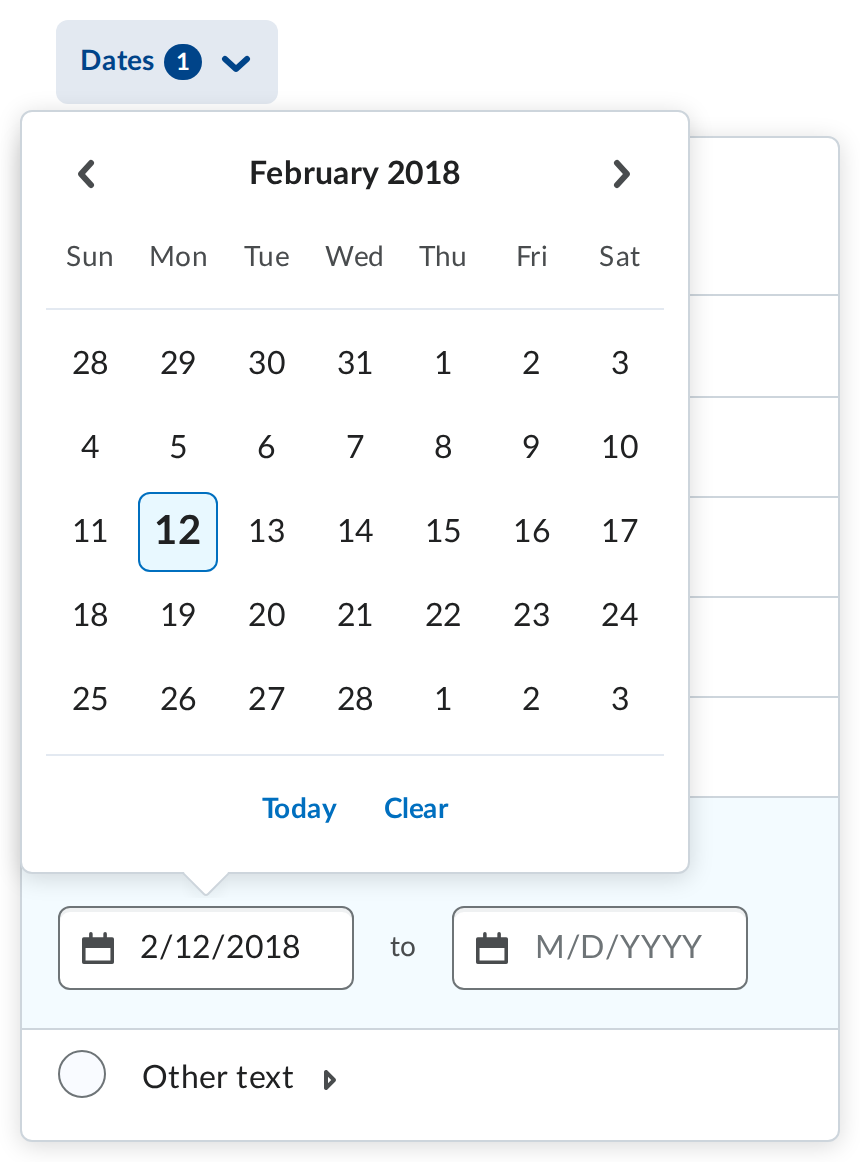 Dates 1
February 2018
Sun Mon Tue Wed Thu Fri Sat
28 29 30 31 1 2 3
4 5 6 7 8 9 10
11 12 13 14 15 16 17
18 19 20 21 22 23 24
25 26 27 28 1 2 3
Today Clear
2/12/2018 to M/D/YYYY
Other text